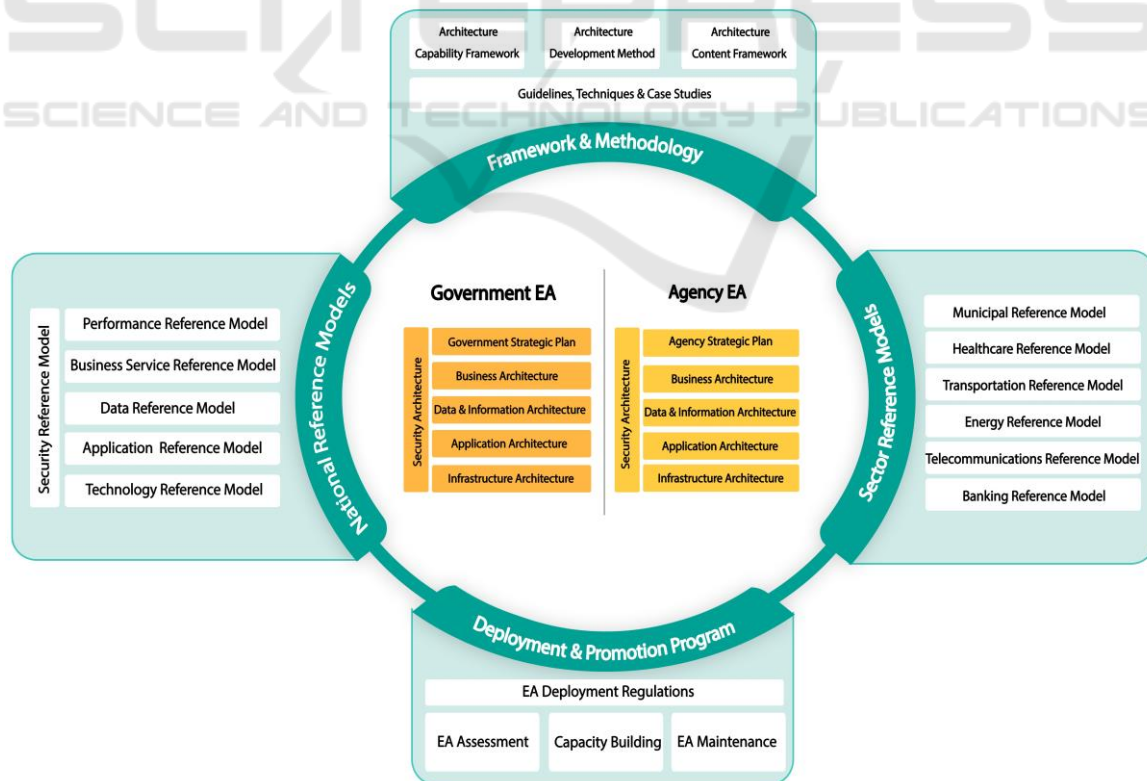 SCITEPRESS
SCIENCE AND TECHNOLOGY PUBLICATIONS
Architecture
Capability Framework
Architecture
Development Method
Architecture
Content Framework
Guidelines, Techniques & Case Studies
Framework & Methodology
National Reference Models
Security Reference Model
Performance Reference Model
Business Service Reference Model
Data Reference Model
Application Reference Model
Technology Reference Model
Government EA
Security Architecture
Government Strategic Plan
Business Architecture
Data & Information Architecture
Application Architecture
Infrastructure Architecture
Agency EA
Security Architecture
Agency Strategic Plan
Business Architecture
Data & Information Architecture
Application Architecture
Infrastructure Architecture
Sector Reference Models
Municipal Reference Model
Healthcare Reference Model
Transportation Reference Model
Energy Reference Model
Telecommunications Reference Model
Banking Reference Model
Deployment & Promotion Program
EA Deployment Regulations
EA Assessment
Capacity Building
EA Maintenance